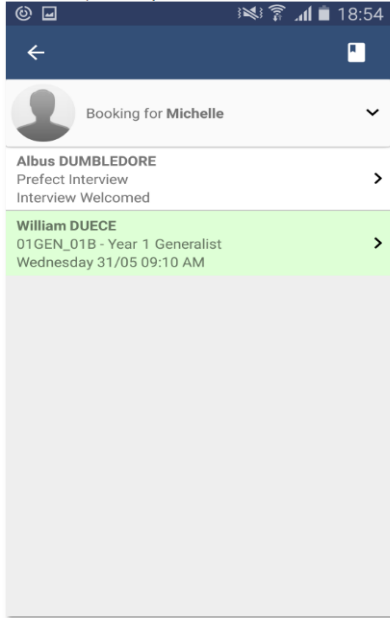 18:54
Booking for Michelle
Albus DUMBLEDORE
Prefect Interview
Interview Welcomed
William DUECE
01GEN_01B - Year 1 Generalist
Wednesday 31/05 09:10 AM